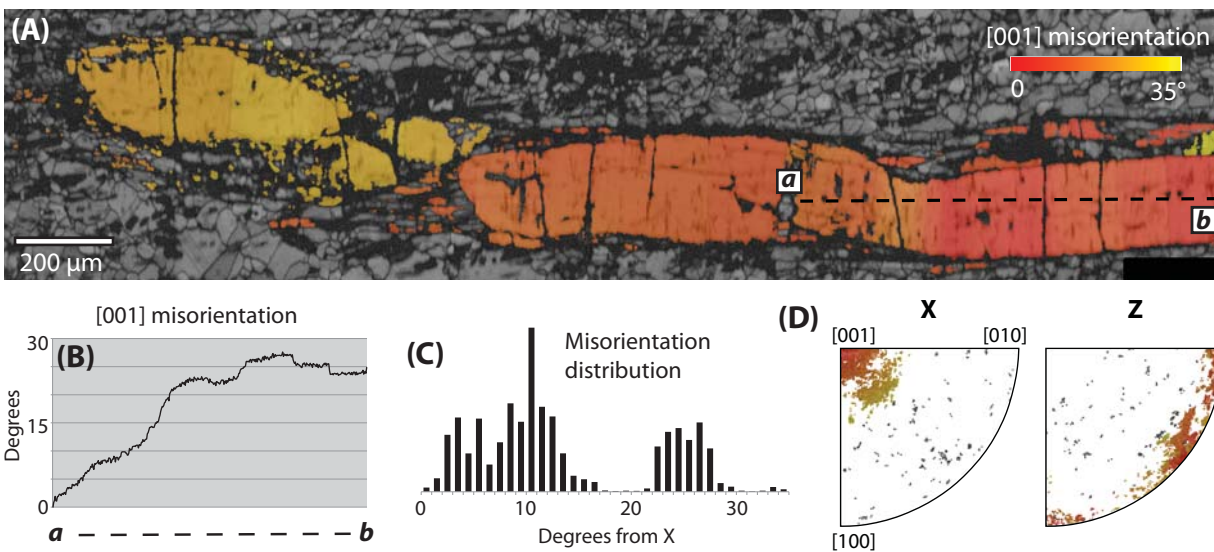 (A)
[001] misorientation
0
35°
a
b
200 µm
[001] misorientation
(B)
30
15
0
Degrees
a
b
(C)
Misorientation
distribution
0
10
20
30
Degrees from X
(D)
X
Z
[001]
[010]
[100]